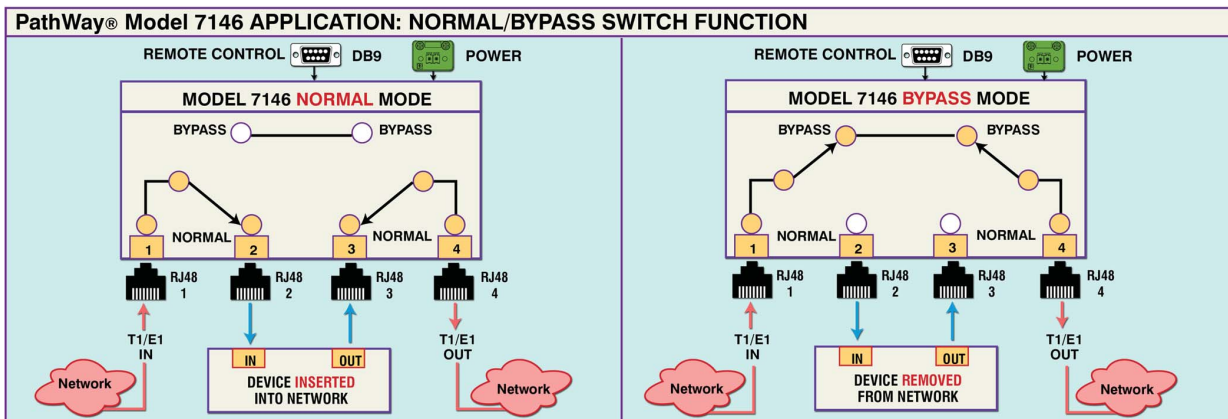 PathWay® Model 7146 APPLICATION: NORMAL/BYPASS SWITCH FUNCTION
REMOTE CONTROL
DB9
POWER
MODEL 7146 NORMAL MODE
BYPASS
BYPASS
NORMAL
NORMAL
1
2
3
4
RJ48
1
RJ48
2
RJ48
3
RJ48
4
T1/E1
IN
T1/E1
OUT
Network
IN
OUT
DEVICE INSERTED
INTO NETWORK
Network
REMOTE CONTROL
DB9
POWER
MODEL 7146 BYPASS MODE
BYPASS
BYPASS
NORMAL
NORMAL
1
2
3
4
RJ48
1
RJ48
2
RJ48
3
RJ48
4
T1/E1
IN
T1/E1
OUT
Network
IN
OUT
DEVICE REMOVED
FROM NETWORK
Network